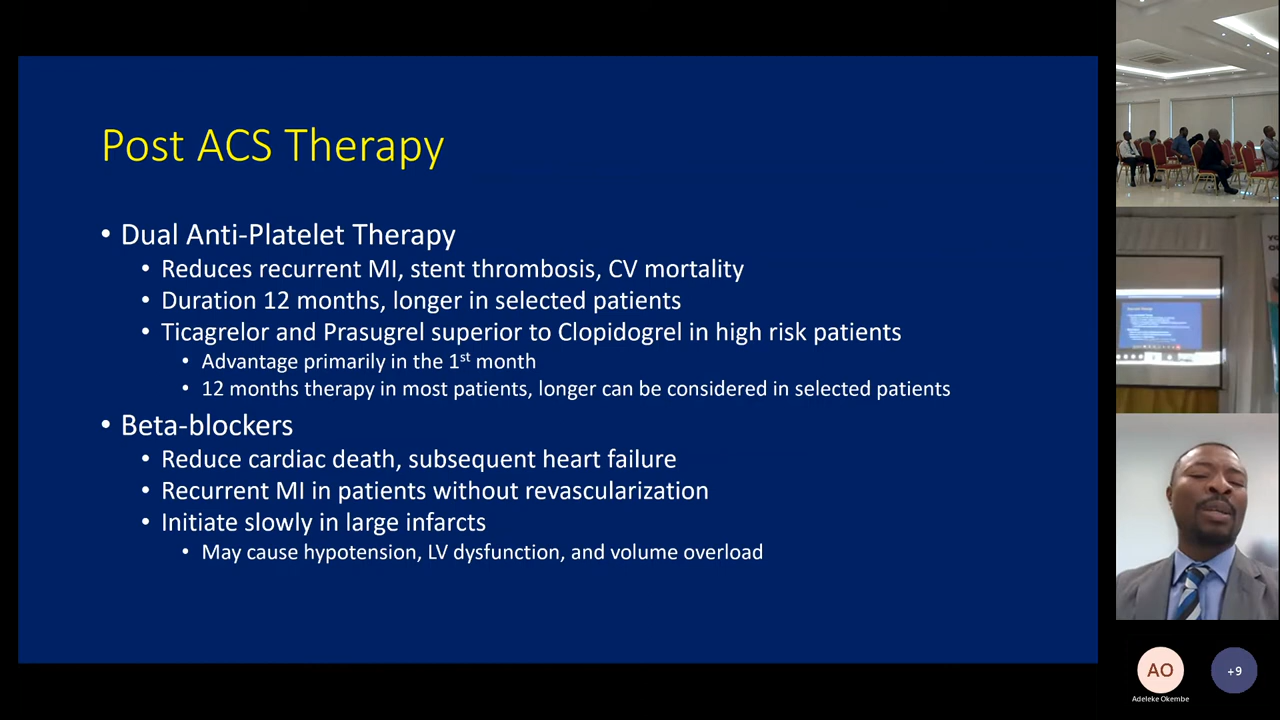 Post ACS Therapy
• Dual Anti-Platelet Therapy
• Reduces recurrent MI, stent thrombosis, CV mortality
• Duration 12 months, longer in selected patients
• Ticagrelor and Prasugrel superior to Clopidogrel in high risk patients
• Advantage primarily in the 1st month
• 12 months therapy in most patients, longer can be considered in selected patients
• Beta-blockers
• Reduce cardiac death, subsequent heart failure
• Recurrent MI in patients without revascularization
• Initiate slowly in large infarcts
• May cause hypotension, LV dysfunction, and volume overload
AO
+9
Adeleke Okembe